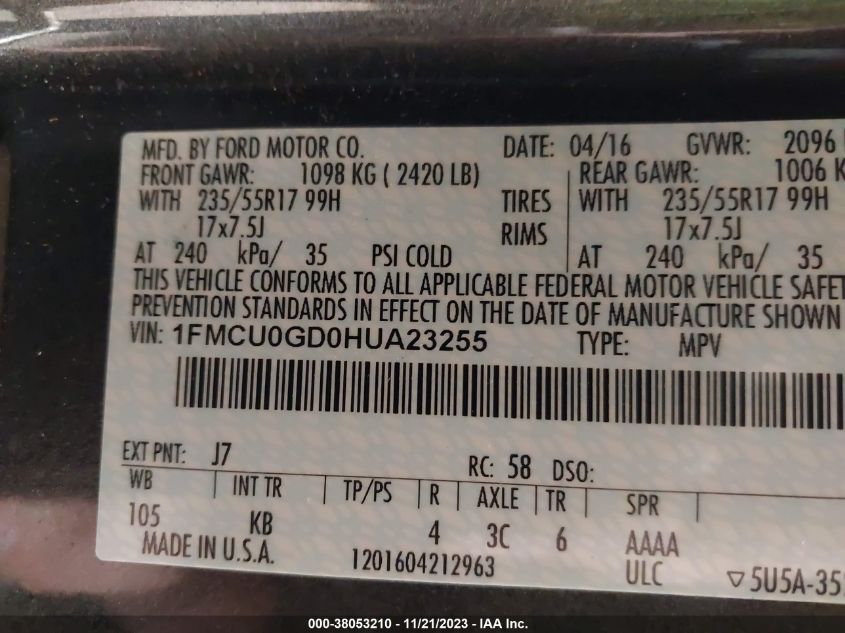 MFD. BY FORD MOTOR CO. DATE: 04/16 GVWR: 2096
FRONT GAWR: 1098 KG ( 2420 LB) REAR GAWR: 1006 K
WITH 235/55R17 99H TIRES WITH 235/55R17 99H
17x7.5J RIMS 17x7.5J
AT 240 kPa/ 35 PSI COLD AT 240 kPa/ 35
THIS VEHICLE CONFORMS TO ALL APPLICABLE FEDERAL MOTOR VEHICLE SAFET
PREVENTION STANDARDS IN EFFECT ON THE DATE OF MANUFACTURE SHOWN
VIN: 1FMCU0GD0HUA23255 TYPE: MPV
EXT PNT: J7 RC: 58 DSO:
WB INT TR TP/PS R AXLE TR SPR
105 KB 4 3C 6 AAAA
MADE IN U.S.A. 1201604212963 ULC ▽5U5A-35
000-38053210 - 11/21/2023 - IAA Inc.